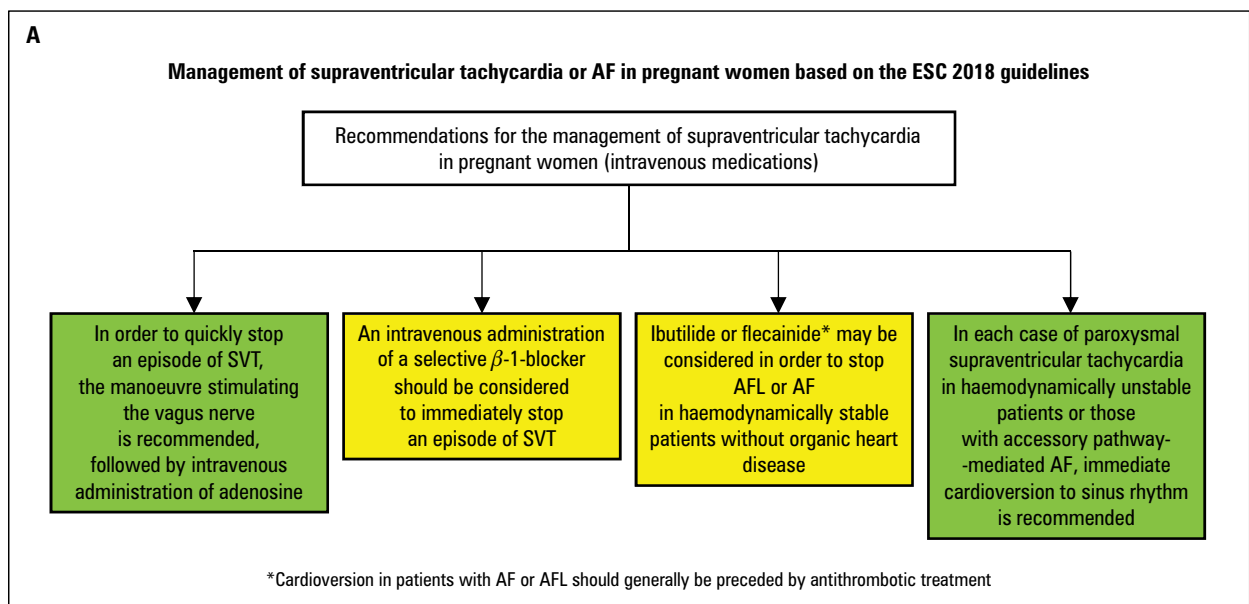 A
Management of supraventricular tachycardia or AF in pregnant women based on the ESC 2018 guidelines
Recommendations for the management of supraventricular tachycardia
in pregnant women (intravenous medications)
In order to quickly stop
an episode of SVT,
the manoeuvre stimulating
the vagus nerve
is recommended,
followed by intravenous
administration of adenosine
An intravenous administration
of a selective β-1-blocker
should be considered
to immediately stop
an episode of SVT
Ibutilide or flecainide* may be
considered in order to stop
AFL or AF
in haemodynamically stable
patients without organic heart
disease
In each case of paroxysmal
supraventricular tachycardia
in haemodynamically unstable
patients or those
with accessory pathway-
-mediated AF, immediate
cardioversion to sinus rhythm
is recommended
*Cardioversion in patients with AF or AFL should generally be preceded by antithrombotic treatment